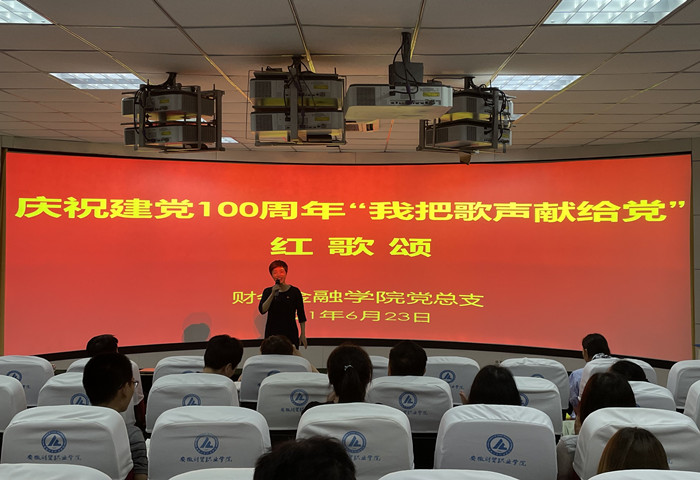 庆祝建党100周年“我把歌声献给党”
红歌颂
财 金融学院党总支
1年6月23日